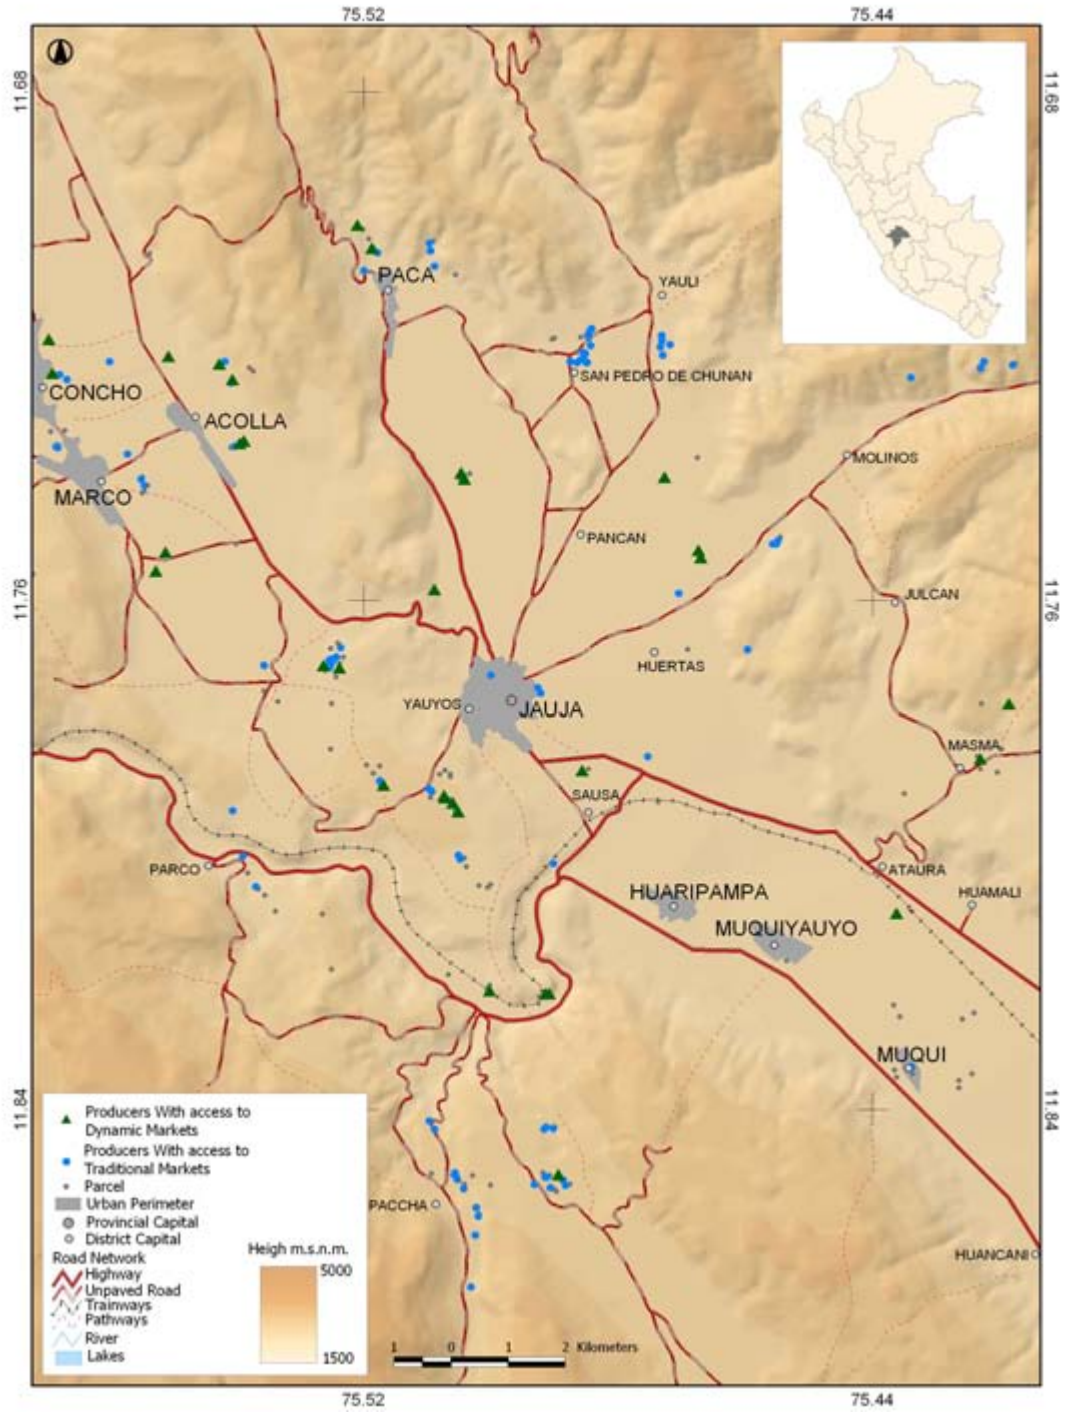 75.52
75.44
11.68
11.68
YAULI
PACA
SAN PEDRO DE CHUNAN
CONCHO
ACOLLA
MOLINOS
MARCO
PANCAN
11.76
11.76
JULCAN
HUERTAS
YAUYOS
JAUJA
MASMA
SAUSA
PARCO
ATAURA
HUARIPAMPA
HUAMALI
MUQUIYAUYO
MUQUI
11.84
11.84
PACCHA
HUANCANI
Producers With access to
Dynamic Markets
Producers With access to
Traditional Markets
Parcel
Urban Perimeter
Provincial Capital
District Capital
Road Network
Highway
Unpaved Road
Trainways
Pathways
River
Lakes
Heigh m.s.n.m.
5000
1500
1 0 1 2 Kilometers
75.52
75.44